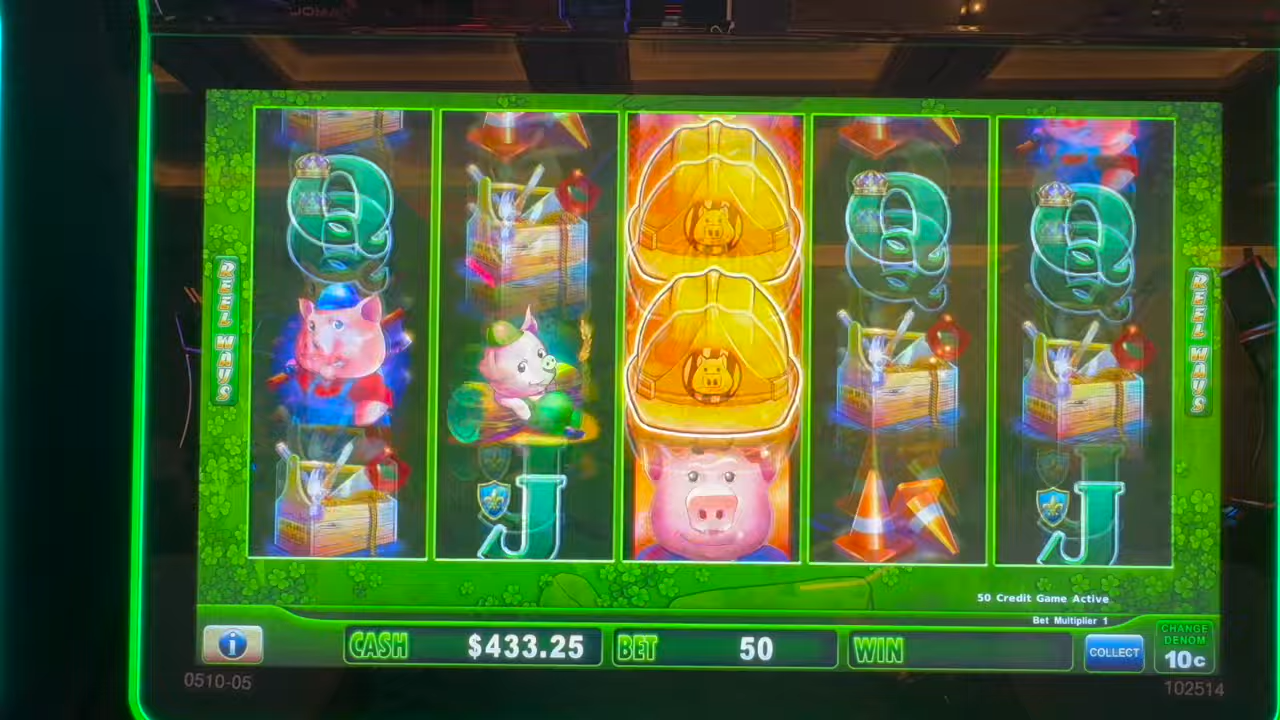 REEL WAYS
REEL WAYS
Q
Q
Q
J
J
50 Credit Game Active
Bet Multiplier 1
CASH $433.25 BET 50 WIN
COLLECT
CHANGE
DENOM
10¢
0510-05
102514